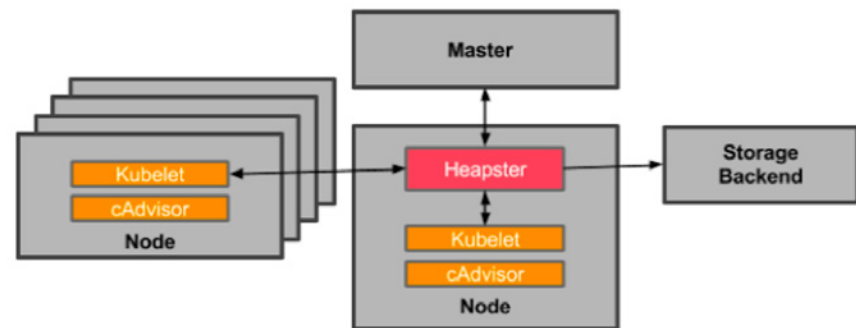 Master
Kubelet
cAdvisor
Node
Heapster
Kubelet
cAdvisor
Node
Storage
Backend